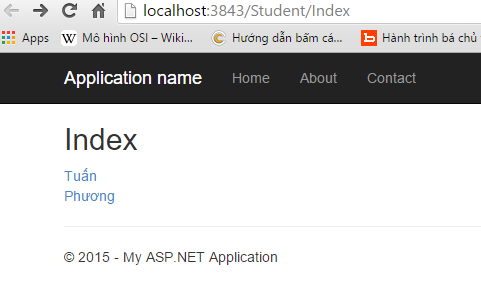 localhost:3843/Student/Index
Apps W Mô hình OSI – Wiki... Hướng dẫn bấm cá... Hành trình bá chủ
Application name Home About Contact
Index
Tuấn
Phương
© 2015 - My ASP.NET Application